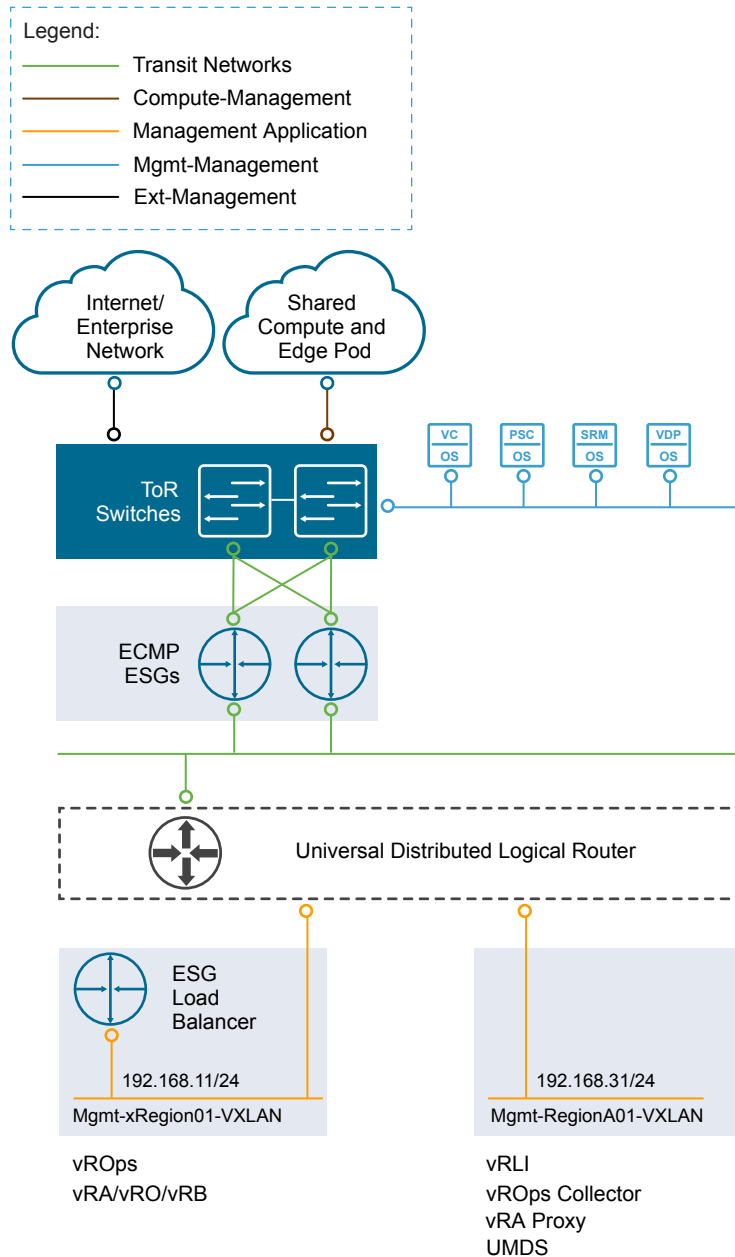 Legend:
Transit Networks
Compute-Management
Management Application
Mgmt-Management
Ext-Management
Internet/
Enterprise
Network
Shared
Compute and
Edge Pod
VC
OS
PSC
OS
SRM
OS
VDP
OS
ToR
Switches
ECMP
ESGs
Universal Distributed Logical Router
ESG
Load
Balancer
192.168.11/24
Mgmt-xRegion01-VXLAN
192.168.31/24
Mgmt-RegionA01-VXLAN
vROps
vRA/vRO/vRB
vRLI
vROps Collector
vRA Proxy
UMDS